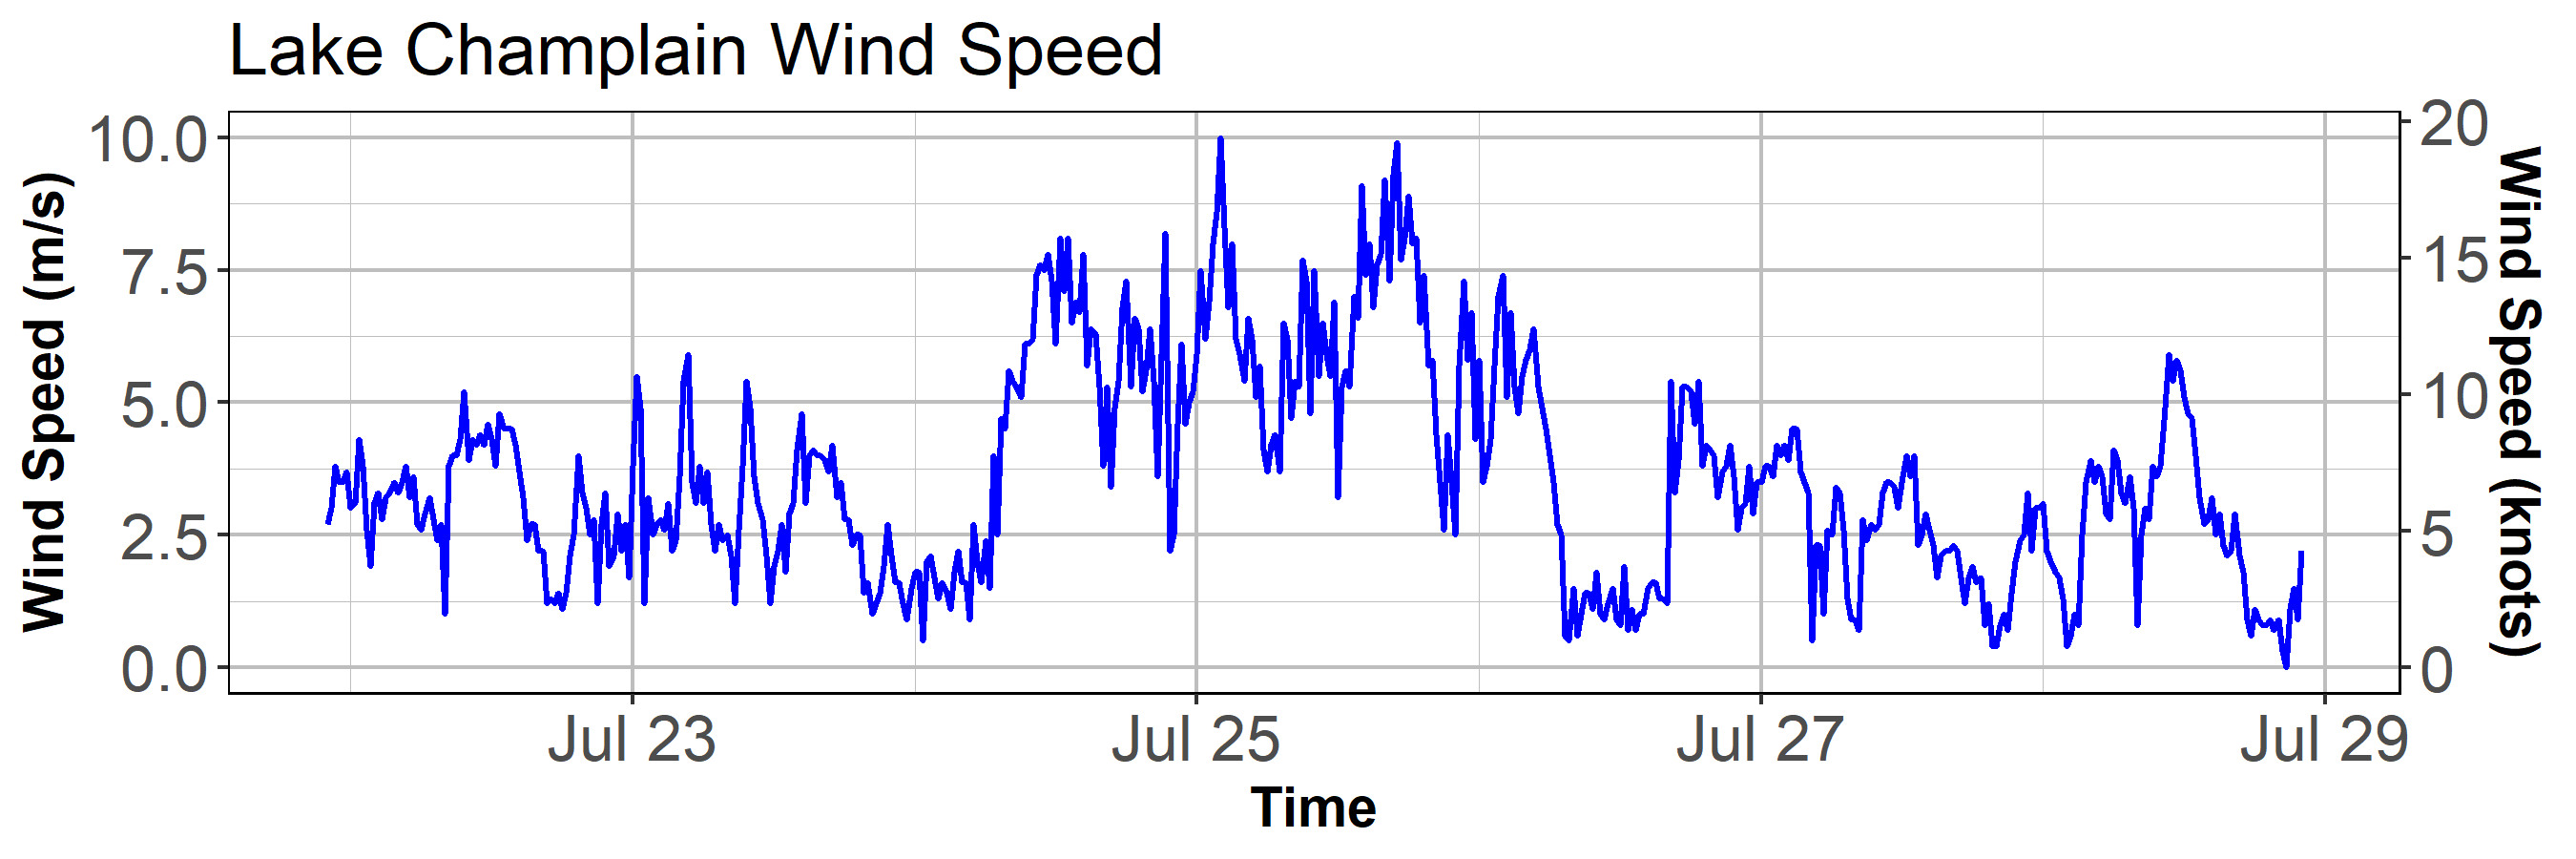 Lake Champlain Wind Speed
Wind Speed (m/s)
10.0
7.5
5.0
2.5
0.0
20
15
10
5
0
Wind Speed (knots)
Jul 23
Jul 25
Jul 27
Jul 29
Time